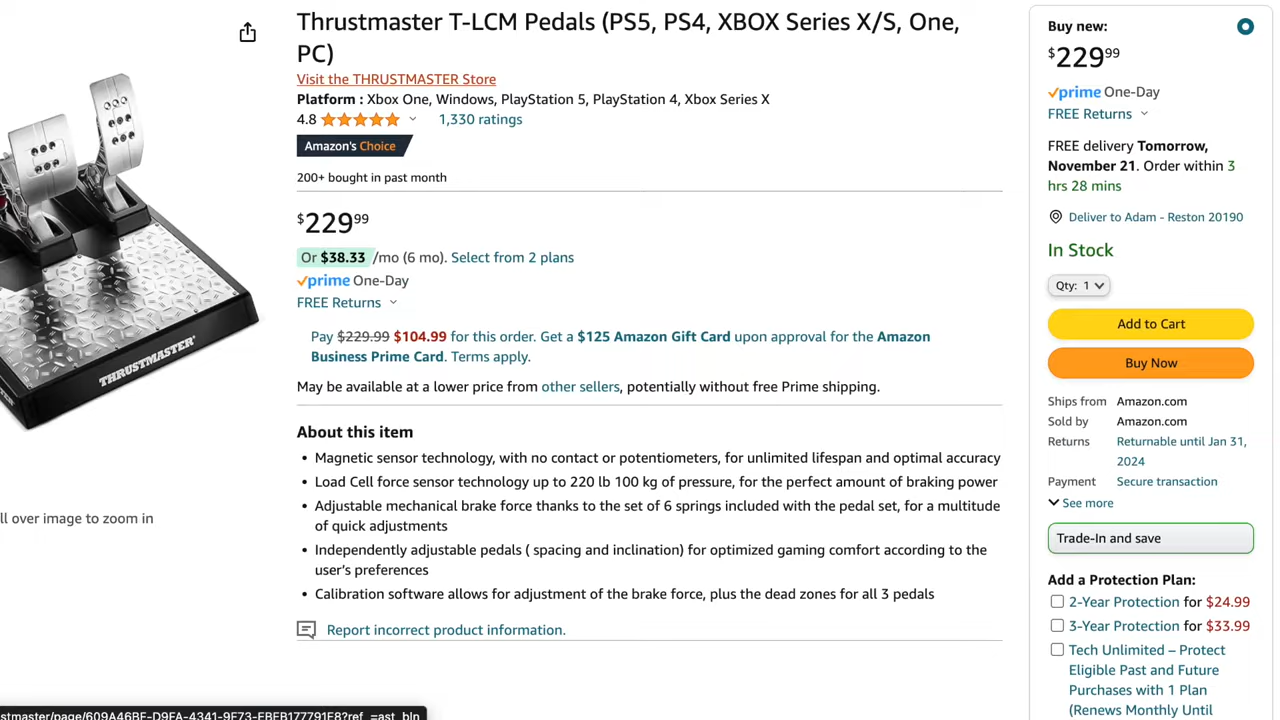 Thrustmaster T-LCM Pedals (PS5, PS4, XBOX Series X/S, One,
PC)
Visit the THRUSTMASTER Store
Platform : Xbox One, Windows, PlayStation 5, PlayStation 4, Xbox Series X
4.8 1,330 ratings
Amazon's Choice
200+ bought in past month
$229.99
Or $38.33 /mo (6 mo). Select from 2 plans
prime One-Day
FREE Returns
Pay $229.99 $104.99 for this order. Get a $125 Amazon Gift Card upon approval for the Amazon
Business Prime Card. Terms apply.
May be available at a lower price from other sellers, potentially without free Prime shipping.
About this item
• Magnetic sensor technology, with no contact or potentiometers, for unlimited lifespan and optimal accuracy
• Load Cell force sensor technology up to 220 lb 100 kg of pressure, for the perfect amount of braking power
• Adjustable mechanical brake force thanks to the set of 6 springs included with the pedal set, for a multitude
of quick adjustments
• Independently adjustable pedals ( spacing and inclination) for optimized gaming comfort according to the
user's preferences
• Calibration software allows for adjustment of the brake force, plus the dead zones for all 3 pedals
Report incorrect product information.
THRUSTMASTER
ll over image to zoom in
Buy new:
$229.99
prime One-Day
FREE Returns
FREE delivery Tomorrow,
November 21. Order within 3
hrs 28 mins
Deliver to Adam - Reston 20190
In Stock
Qty: 1
Add to Cart
Buy Now
Ships from Amazon.com
Sold by Amazon.com
Returns Returnable until Jan 31,
2024
Payment Secure transaction
See more
Trade-In and save
Add a Protection Plan:
2-Year Protection for $24.99
3-Year Protection for $33.99
Tech Unlimited – Protect
Eligible Past and Future
Purchases with 1 Plan
(Renews Monthly Until